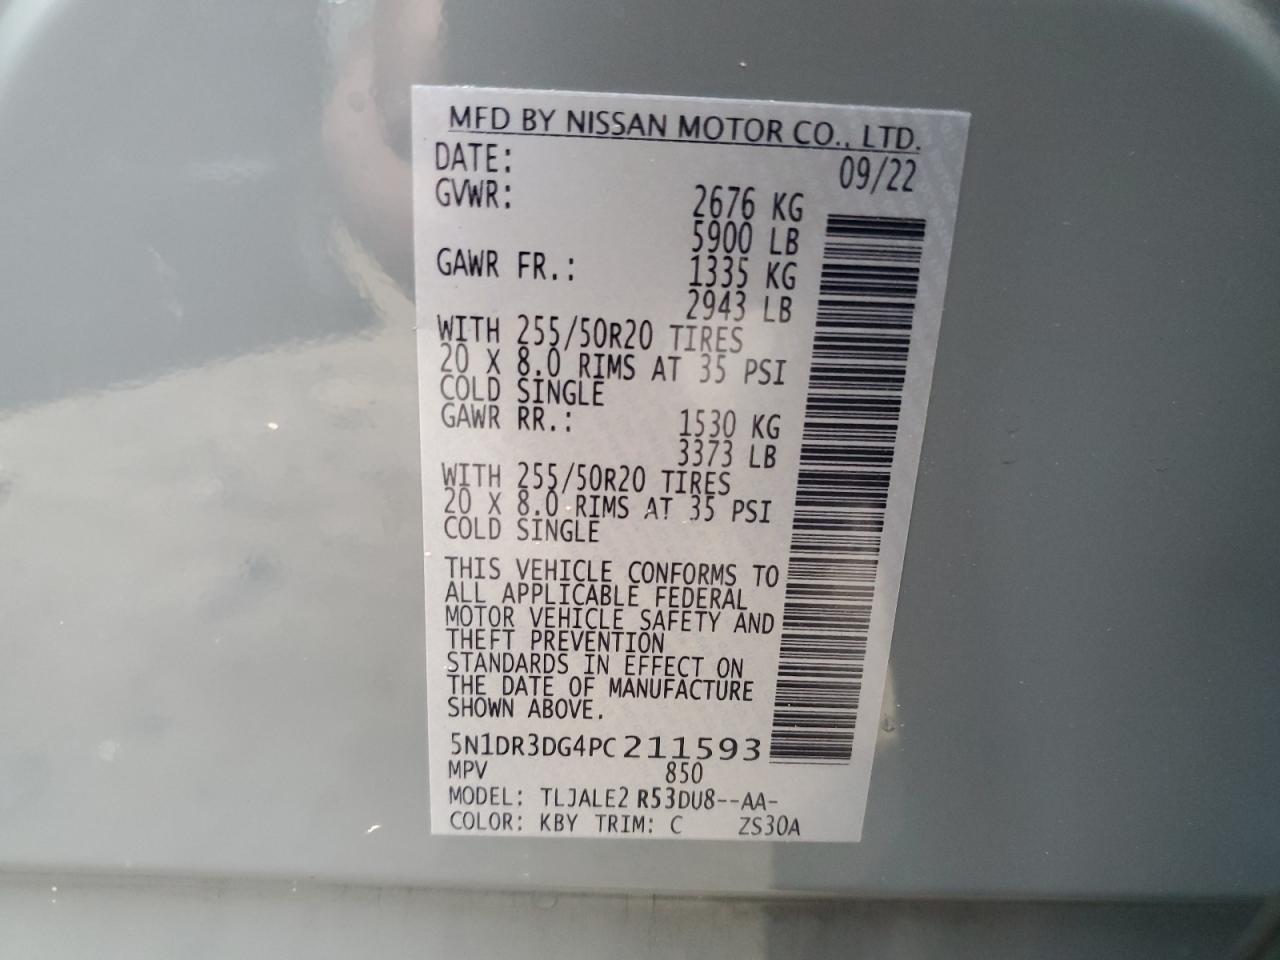 MFD BY NISSAN MOTOR CO., LTD.
DATE: 09/22
GVWR: 2676 KG
5900 LB
GAWR FR.: 1335 KG
2943 LB
WITH 255/50R20 TIRES
20 X 8.0 RIMS AT 35 PSI
COLD SINGLE
GAWR RR.: 1530 KG
3373 LB
WITH 255/50R20 TIRES
20 X 8.0 RIMS AT 35 PSI
COLD SINGLE
THIS VEHICLE CONFORMS TO
ALL APPLICABLE FEDERAL
MOTOR VEHICLE SAFETY AND
THEFT PREVENTION
STANDARDS IN EFFECT ON
THE DATE OF MANUFACTURE
SHOWN ABOVE.
5N1DR3DG4PC211593
MPV 850
MODEL: TLJALE2 R53DU8--AA-
COLOR: KBY TRIM: C ZS30A